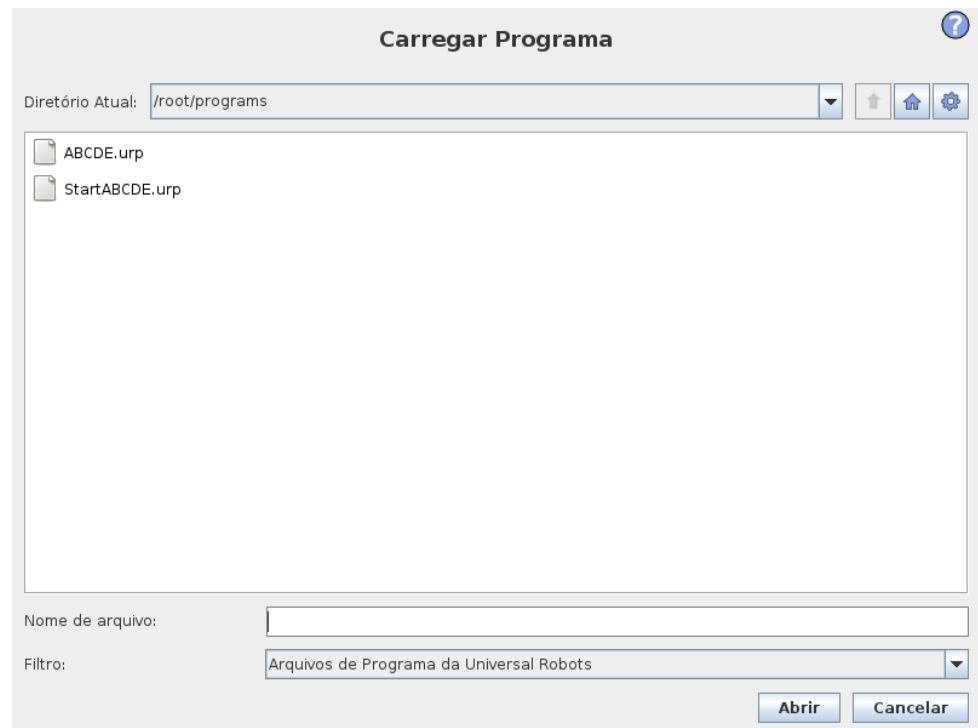 Carregar Programa
?
Diretório Atual: /root/programs
ABCDE.urp
StartABCDE.urp
Nome de arquivo:
Filtro: Arquivos de Programa da Universal Robots
Abrir Cancelar